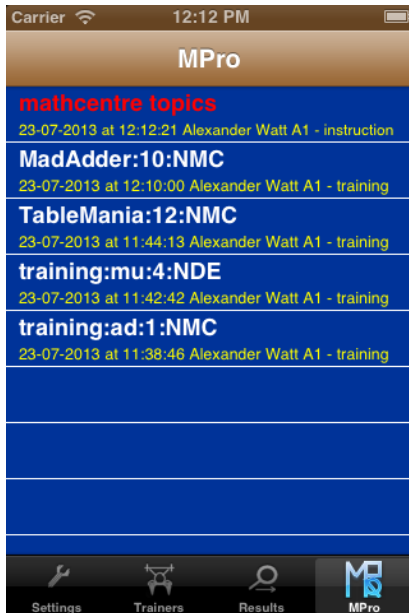 Carrier 12:12 PM
MPro
mathcentre topics
23-07-2013 at 12:12:21 Alexander Watt A1 - instruction
MadAdder:10:NMC
23-07-2013 at 12:10:00 Alexander Watt A1 - training
TableMania:12:NMC
23-07-2013 at 11:44:13 Alexander Watt A1 - training
training:mu:4:NDE
23-07-2013 at 11:42:42 Alexander Watt A1 - training
training:ad:1:NMC
23-07-2013 at 11:38:46 Alexander Watt A1 - training
Settings Trainers Results MPro